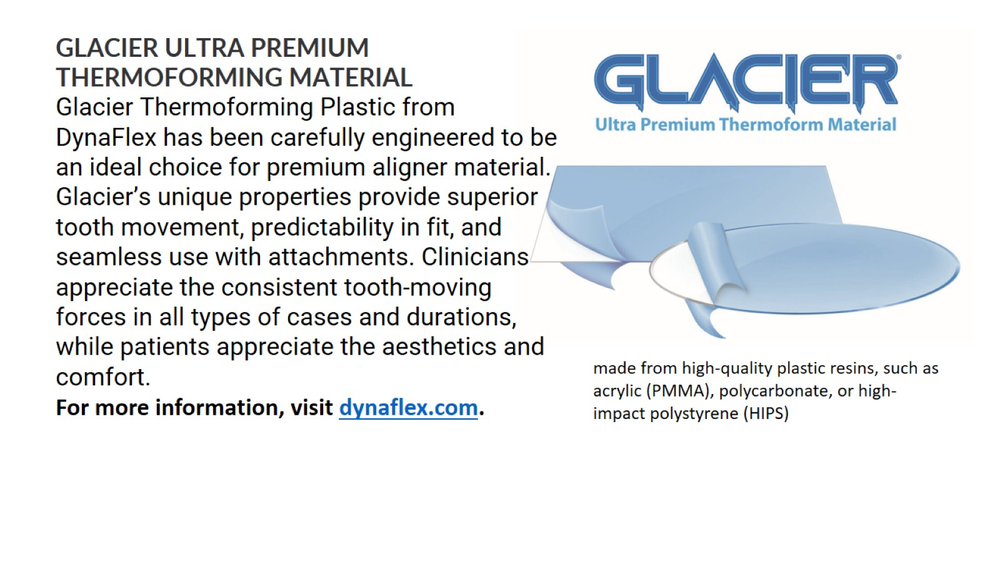 GLACIER ULTRA PREMIUM
THERMOFORMING MATERIAL
Glacier Thermoforming Plastic from
DynaFlex has been carefully engineered to be
an ideal choice for premium aligner material.
Glacier’s unique properties provide superior
tooth movement, predictability in fit, and
seamless use with attachments. Clinicians
appreciate the consistent tooth-moving
forces in all types of cases and durations,
while patients appreciate the aesthetics and
comfort.
For more information, visit dynaflex.com.
GLACIER®
Ultra Premium Thermoform Material
made from high-quality plastic resins, such as
acrylic (PMMA), polycarbonate, or high-
impact polystyrene (HIPS)